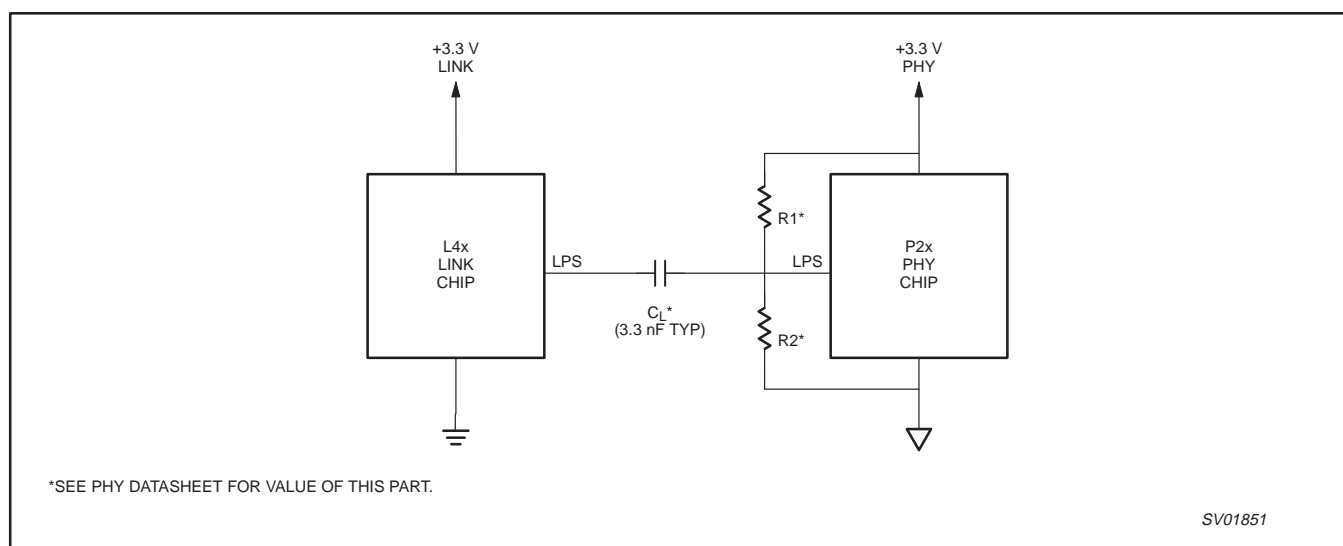 +3.3 V
LINK
+3.3 V
PHY
L4x
LINK
CHIP
LPS
CL*
(3.3 nF TYP)
R1*
LPS
R2*
P2x
PHY
CHIP
*SEE PHY DATASHEET FOR VALUE OF THIS PART.
SV01851